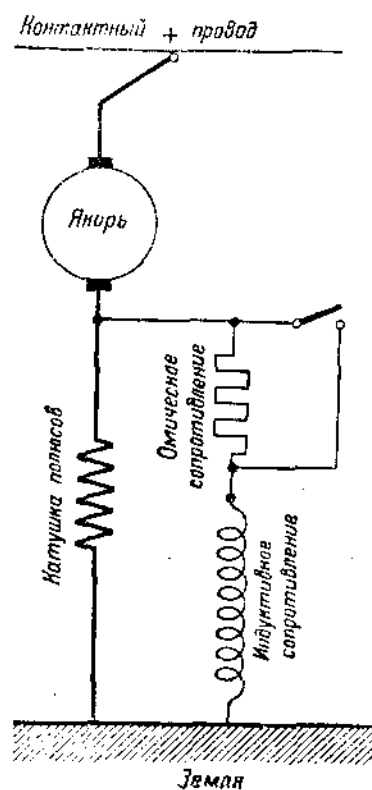 Контактный + провод
Якорь
Омическое
сопротивление
Катушка полюсов
Индуктивное
сопротивление
Земля